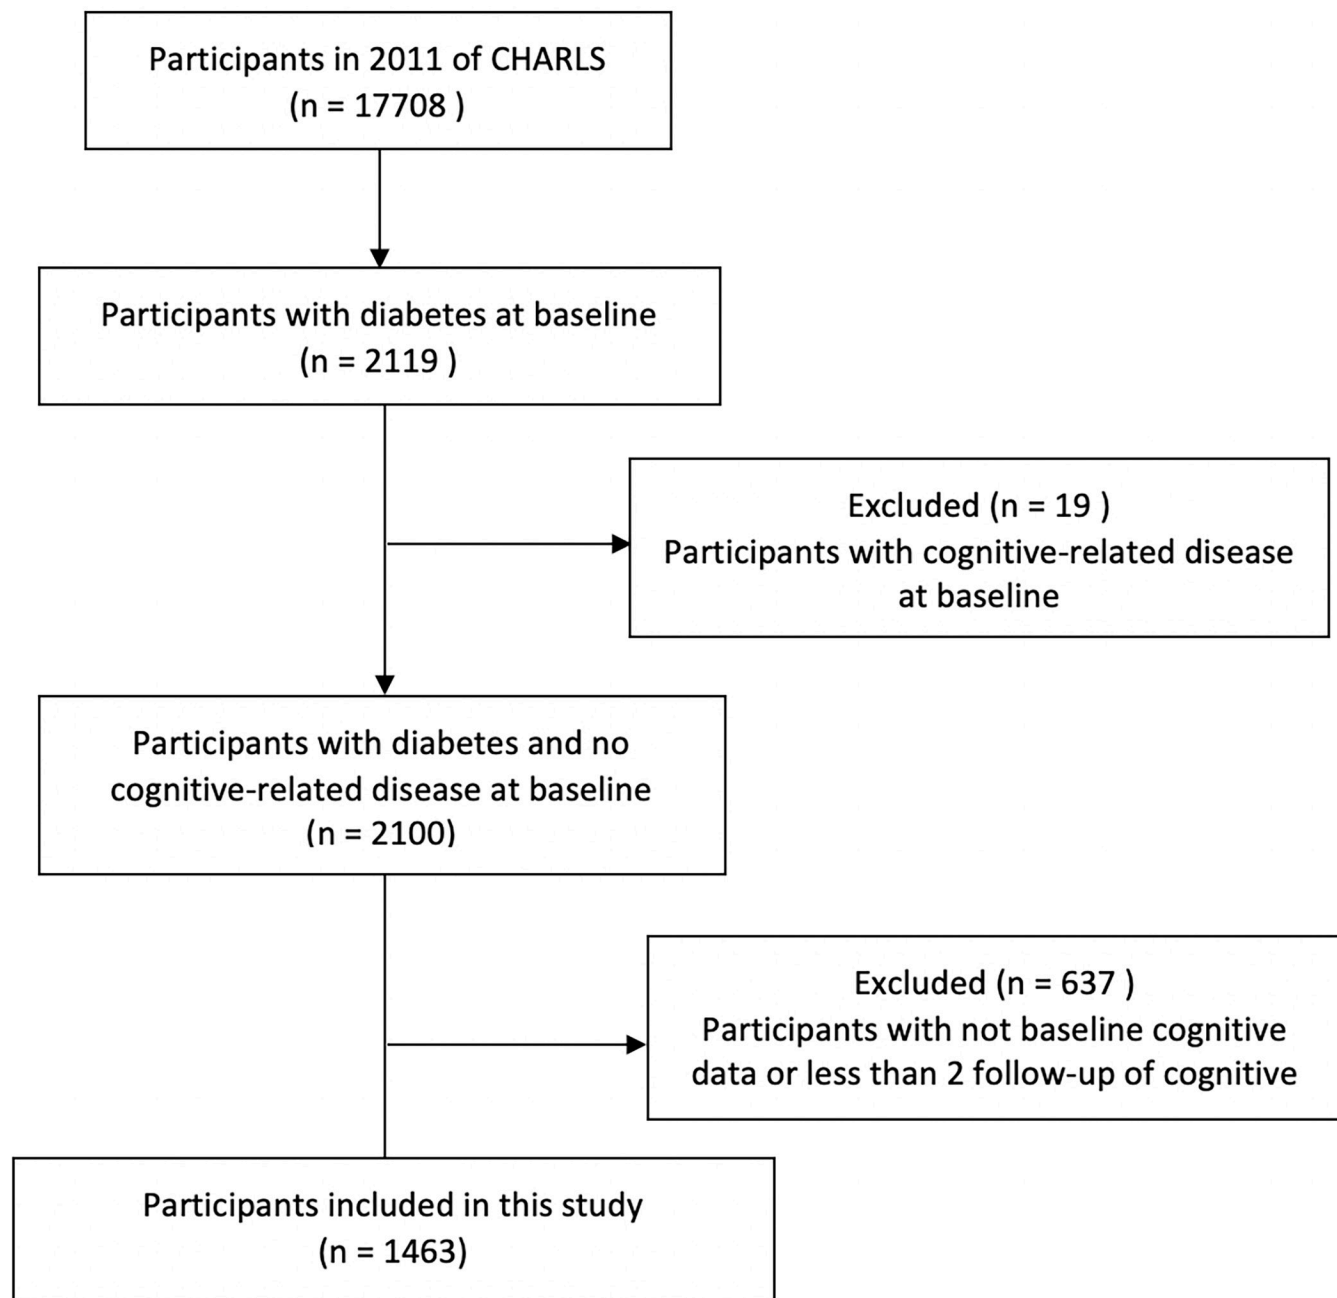 Participants in 2011 of CHARLS
(n = 17708 )
Participants with diabetes at baseline
(n = 2119 )
Excluded (n = 19 )
Participants with cognitive-related disease
at baseline
Participants with diabetes and no
cognitive-related disease at baseline
(n = 2100)
Excluded (n = 637 )
Participants with not baseline cognitive
data or less than 2 follow-up of cognitive
Participants included in this study
(n = 1463)